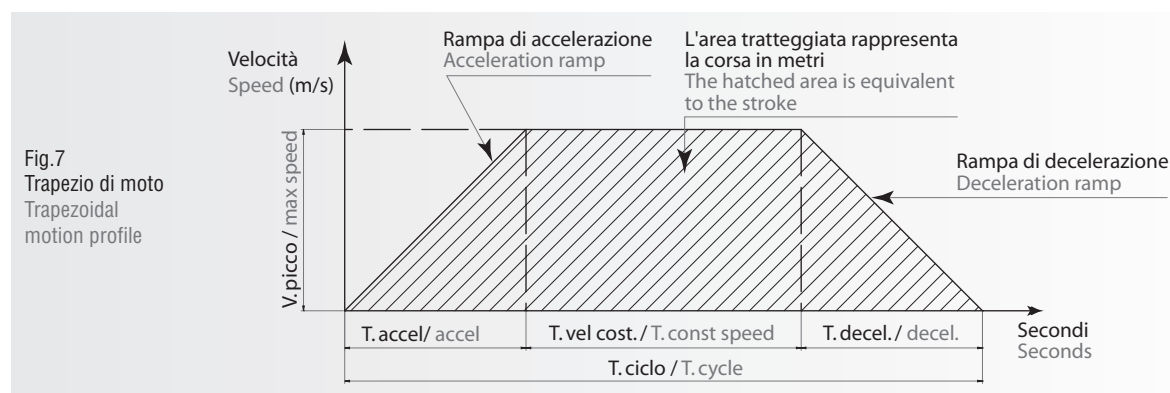 Fig.7
Trapezio di moto
Trapezoidal
motion profile
Velocità
Speed (m/s)
Rampa di accelerazione
Acceleration ramp
L'area tratteggiata rappresenta
la corsa in metri
The hatched area is equivalent
to the stroke
Rampa di decelerazione
Deceleration ramp
V.picco / max speed
T.accel/ accel
T.vel cost./ T.const speed
T.decel./ decel.
Secondi
Seconds
T.ciclo / T.cycle